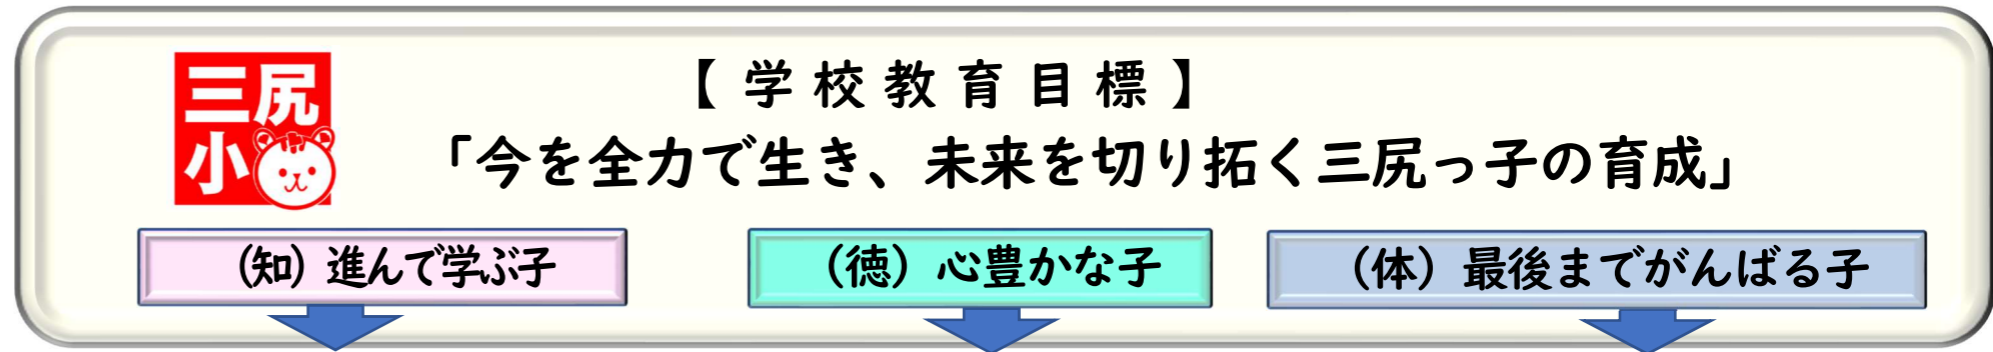 三尻
小
【学校教育目標】
「今を全力で生き、未来を切り拓く三尻っ子の育成」
（知）進んで学ぶ子
（徳）心豊かな子
（体）最後までがんばる子